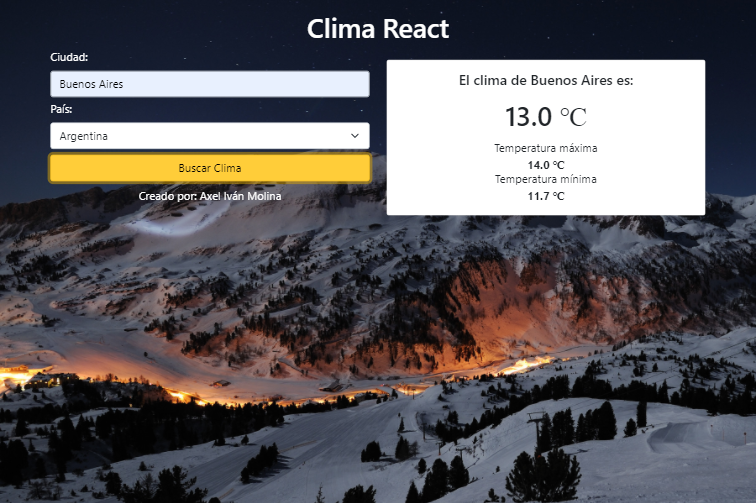 Clima React
Ciudad:
Buenos Aires
País:
Argentina
Buscar Clima
Creado por: Axel Iván Molina
El clima de Buenos Aires es:
13.0 ℃
Temperatura máxima
14.0 ℃
Temperatura mínima
11.7 ℃